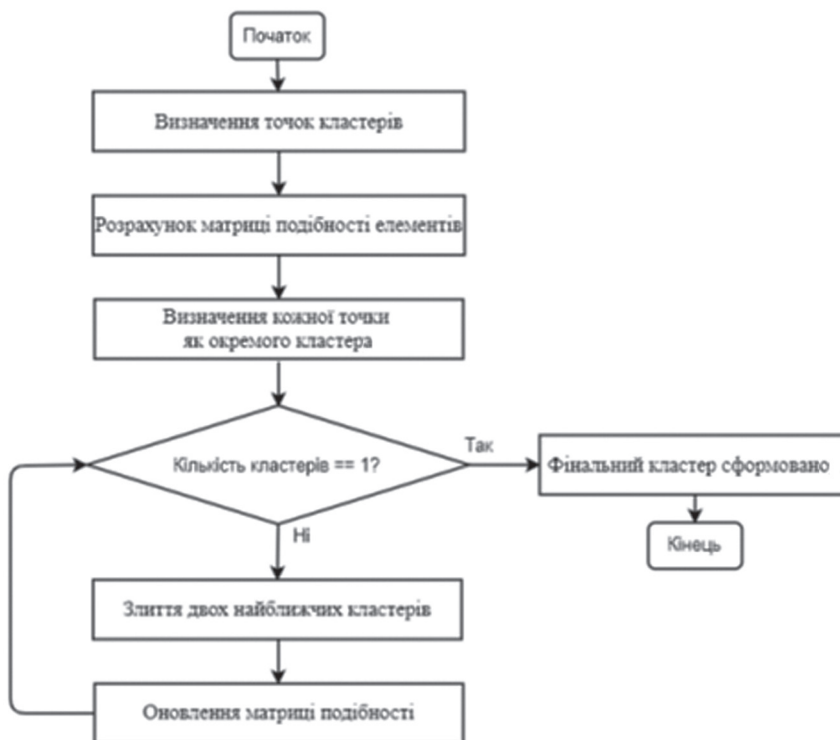 Початок
Визначення точок кластерів
Розрахунок матриці подібності елементів
Визначення кожної точки
як окремого кластера
Кількість кластерів == 1?
Так
Фінальний кластер сформовано
Кінець
Ні
Злиття двох найближчих кластерів
Оновлення матриці подібності